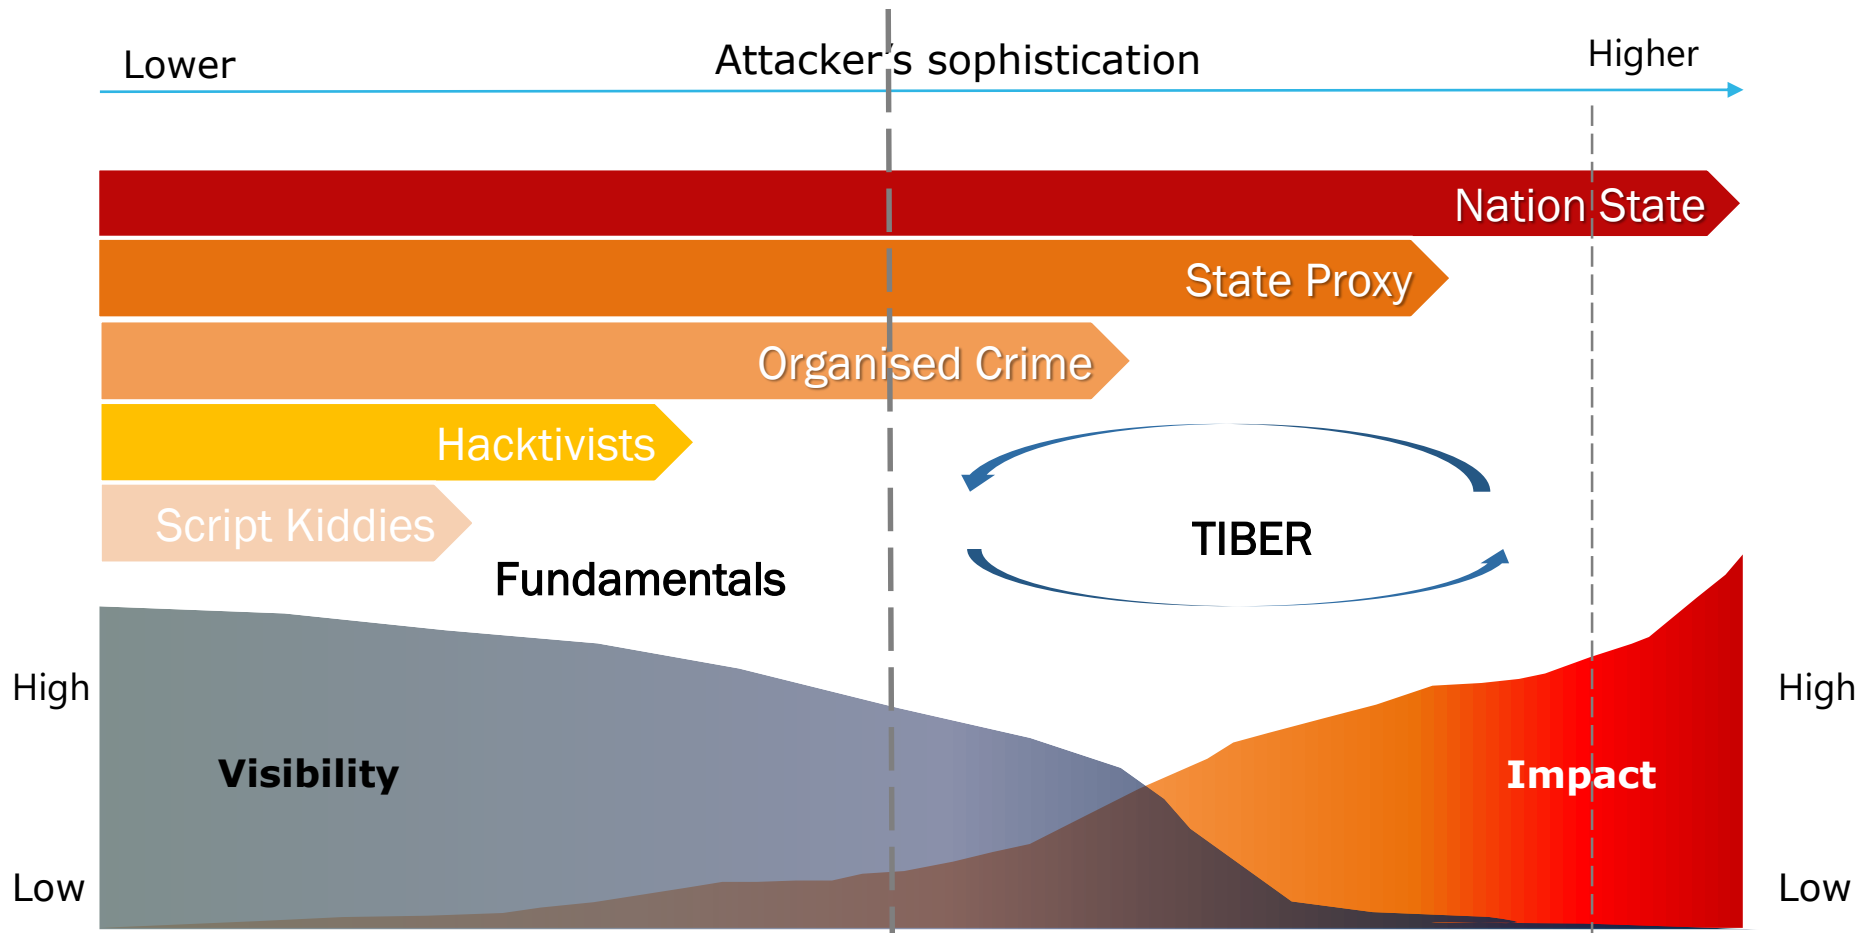 Lower
Attacker's sophistication
Higher
Nation State
State Proxy
Organised Crime
Hacktivists
Script Kiddies
TIBER
Fundamentals
High
High
Visibility
Impact
Low
Low